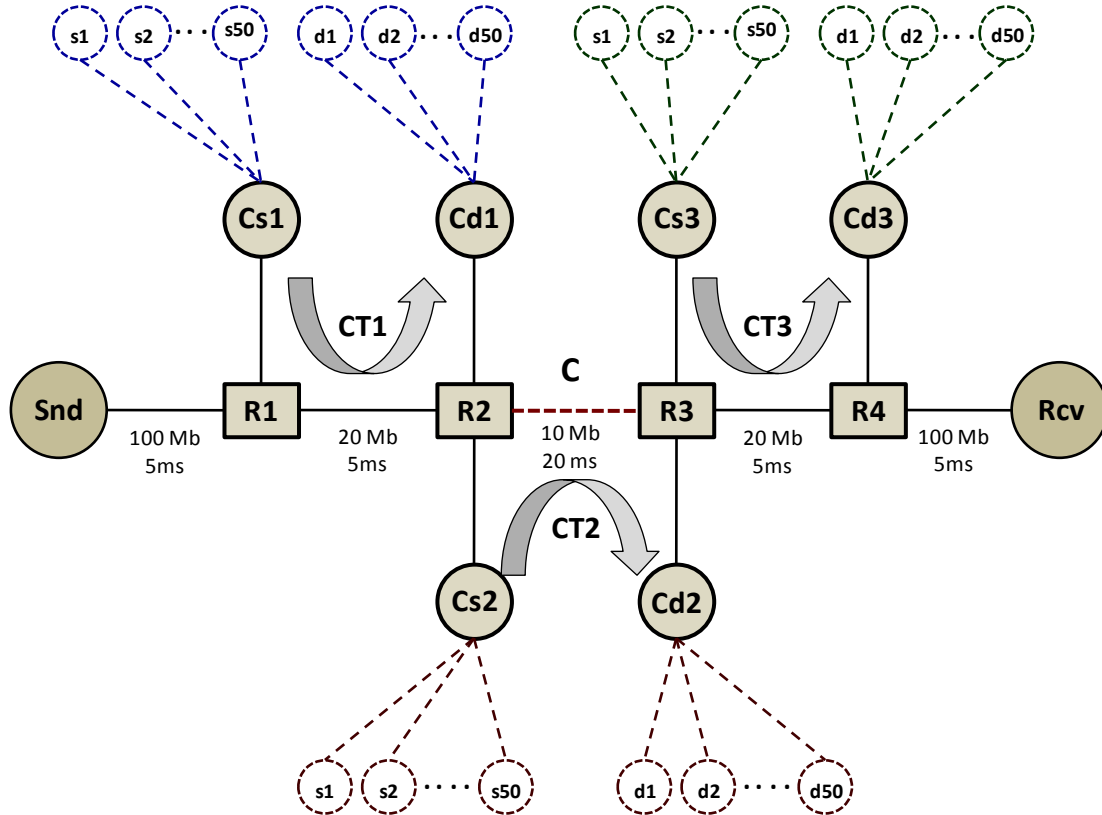 s1 s2 ···· s50 d1 d2 ···· d50 s1 s2 ···· s50 d1 d2 ···· d50
Cs1 Cd1 Cs3 Cd3
CT1 CT3
C
Snd R1 R2 R3 R4 Rcv
100 Mb 20 Mb 10 Mb 20 Mb 100 Mb
5ms 5ms 20 ms 5ms 5ms
CT2
Cs2 Cd2
s1 s2 ···· s50 d1 d2 ···· d50